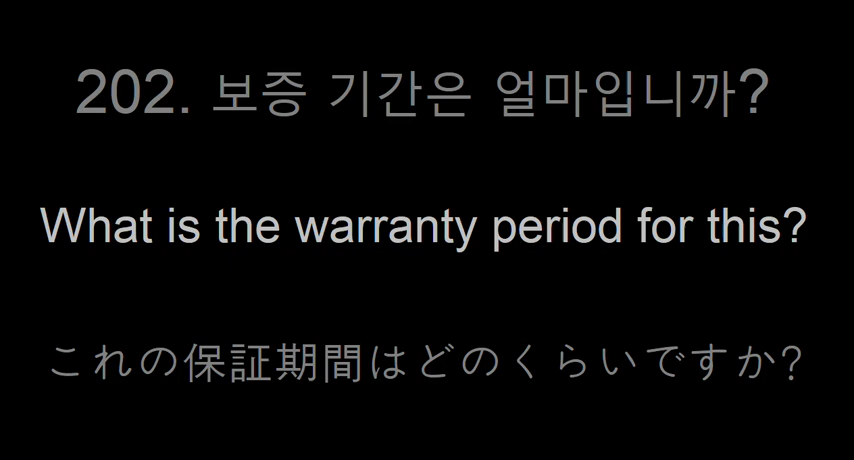 202. 보증 기간은 얼마입니까?
What is the warranty period for this?
これの保証期間はどのくらいですか?